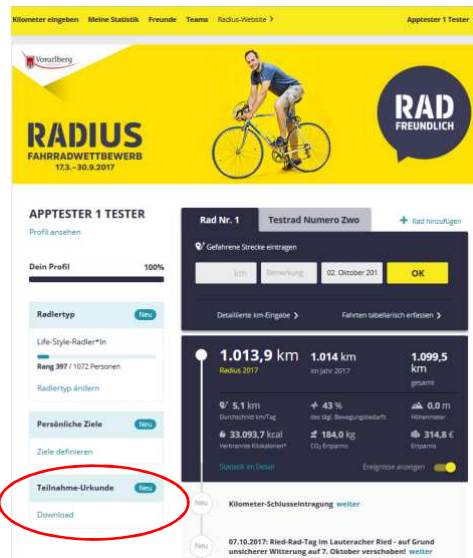 Kilometer eingeben Meine Statistik Freunde Teams Radius-Website > Apptester 1 Tester
Vorarlberg
RADIUS
FAHRRADWETTBEWERB
17.3.–30.9.2017
RAD
FREUNDLICH
APPTESTER 1 TESTER
Profil ansehen
Dein Profil 100%
Radlertyp Neu
Life-Style-Radler*In
Rang 397 / 1072 Personen
Radlertyp ändern
Persönliche Ziele Neu
Ziele definieren
Teilnahme-Urkunde Neu
Download
Rad Nr. 1 Testrad Numero Zwo + Rad hinzufügen
Gefahrene Strecke eintragen
km Bemerkung 02. Oktober 201 OK
Detaillierte km-Eingabe > Fahrten tabellarisch erfassen >
1.013,9 km 1.014 km 1.099,5 km
Radius 2017 im Jahr 2017 gesamt
5,1 km 43 % 0,0 m
Durchschnitt km/Tag des tägl. Bewegungsbedarfs Höhenmeter
33.093,7 kcal 184,0 kg 314,8 €
Verbrannte Kilokalorien* CO₂ Ersparnis Ersparnis
Statistik im Detail Ereignisse anzeigen
Neu Kilometer-Schlusseintragung weiter
Neu 07.10.2017: Ried-Rad-Tag im Lauteracher Ried - auf Grund
unsicherer Witterung auf 7. Oktober verschoben! weiter